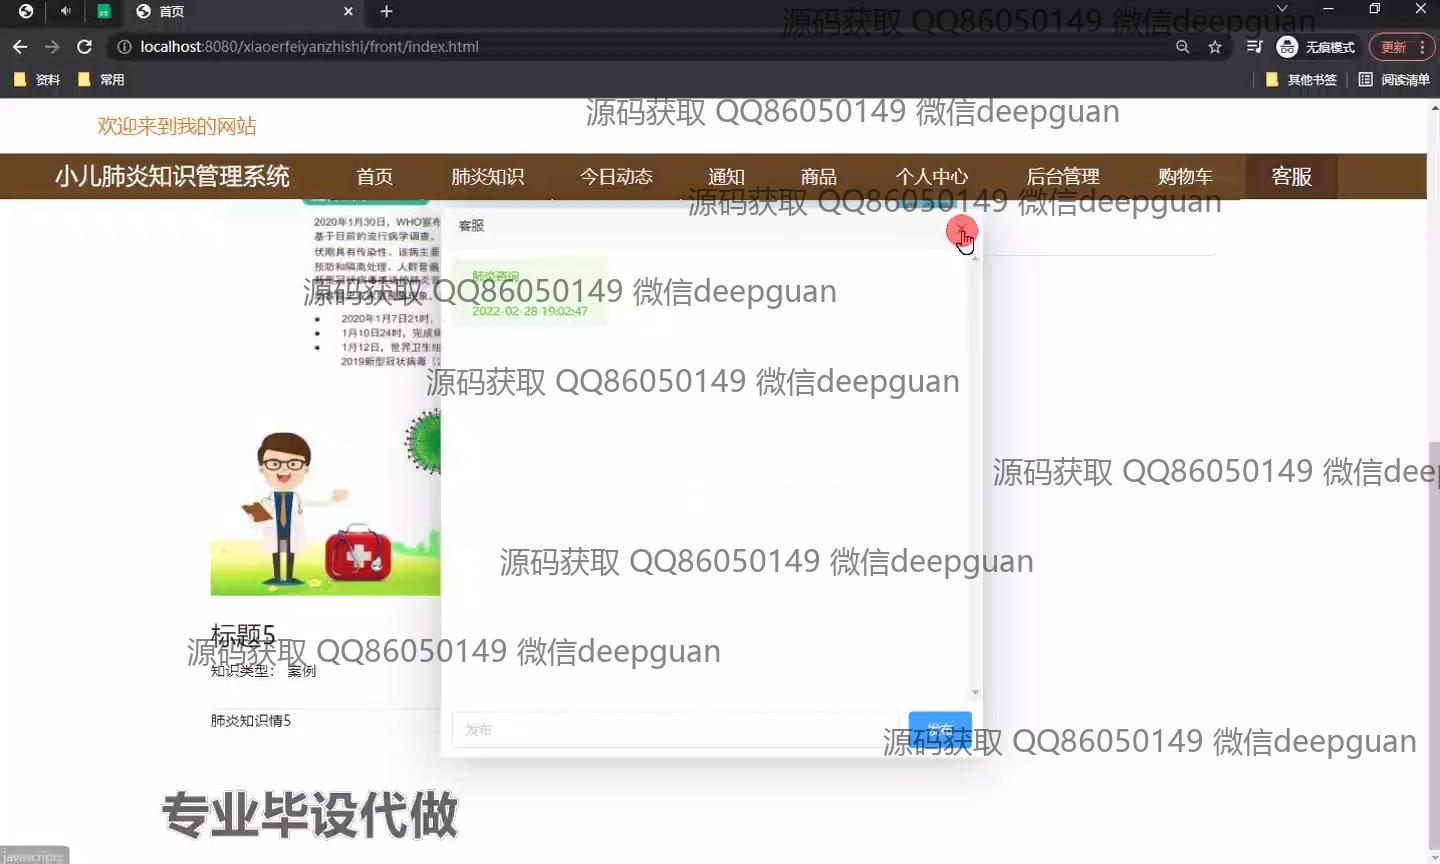 首页
localhost:8080/xiaoerfeiyanzhishi/front/index.html
无痕模式
更新
资料
常用
其他书签
阅读清单
源码获取 QQ86050149 微信deepguan
欢迎来到我的网站
源码获取 QQ86050149 微信deepguan
小儿肺炎知识管理系统
首页
肺炎知识
今日动态
通知
商品
个人中心
后台管理
购物车
客服
源码获取 QQ86050149 微信deepguan
2020年1月30日，WHO宣布
基于目前的流行病学调查、
伏期具有传染性。该病主要
预防和隔离处理、人群普遍
客服
肺炎咨询
源码获取 QQ86050149 微信deepguan
2022-02-28 19:02:47
2020年1月7日21时，
1月10日24时，完成病
1月12日，世界卫生组
2019新型冠状病毒（2
源码获取 QQ86050149 微信deepguan
源码获取 QQ86050149 微信deep
源码获取 QQ86050149 微信deepguan
标题5
源码获取 QQ86050149 微信deepguan
知识类型： 案例
肺炎知识情5
发布
发布
源码获取 QQ86050149 微信deepguan
专业毕设代做